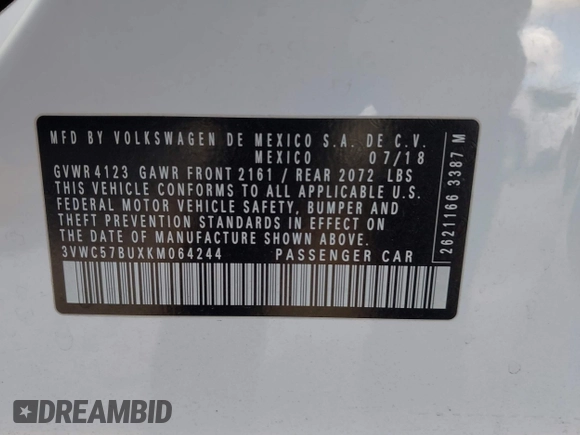 MFD BY VOLKSWAGEN DE MEXICO S.A. DE C.V.
MEXICO 07/18
GVWR 4123 GAWR FRONT 2161 / REAR 2072 LBS
THIS VEHICLE CONFORMS TO ALL APPLICABLE U.S.
FEDERAL MOTOR VEHICLE SAFETY, BUMPER AND
THEFT PREVENTION STANDARDS IN EFFECT ON
THE DATE OF MANUFACTURE SHOWN ABOVE.
3VWC57BUXKM064244 PASSENGER CAR
2621166 3387 M
DREAMBID